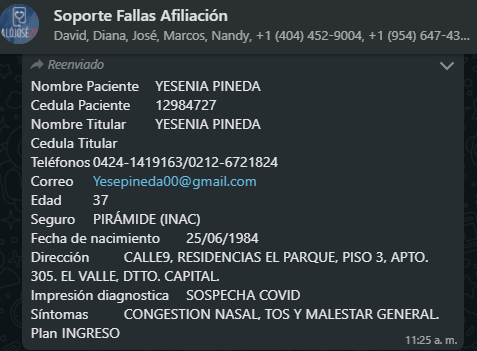 Soporte Fallas Afiliación
David, Diana, José, Marcos, Nandy, +1 (404) 452-9004, +1 (954) 647-43...
ALÓJOSÉ
Reenviado
Nombre Paciente YESENIA PINEDA
Cedula Paciente 12984727
Nombre Titular YESENIA PINEDA
Cedula Titular
Teléfonos 0424-1419163/0212-6721824
Correo Yesepineda00@gmail.com
Edad 37
Seguro PIRÁMIDE (INAC)
Fecha de nacimiento 25/06/1984
Dirección CALLE9, RESIDENCIAS EL PARQUE, PISO 3, APTO.
305. EL VALLE, DTTO. CAPITAL.
Impresión diagnostica SOSPECHA COVID
Síntomas CONGESTION NASAL, TOS Y MALESTAR GENERAL.
Plan INGRESO
11:25 a. m.